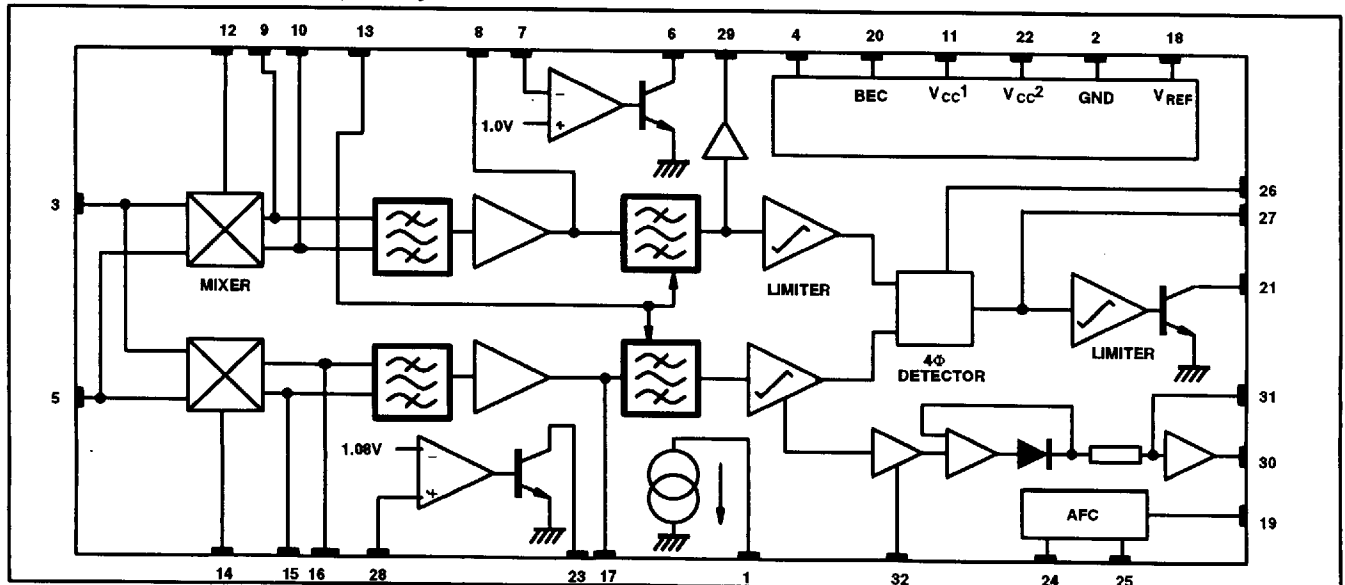 12 9 10 13 8 7 6 29 4 20 11 22 2 18
BEC VCC1 VCC2 GND VREF
−
+
1.0V
3
26
27
MIXER
LIMITER
21
4Φ
DETECTOR
LIMITER
5
31
1.08V
−
+
30
AFC
19
14 15 16 28 23 17 1 32 24 25